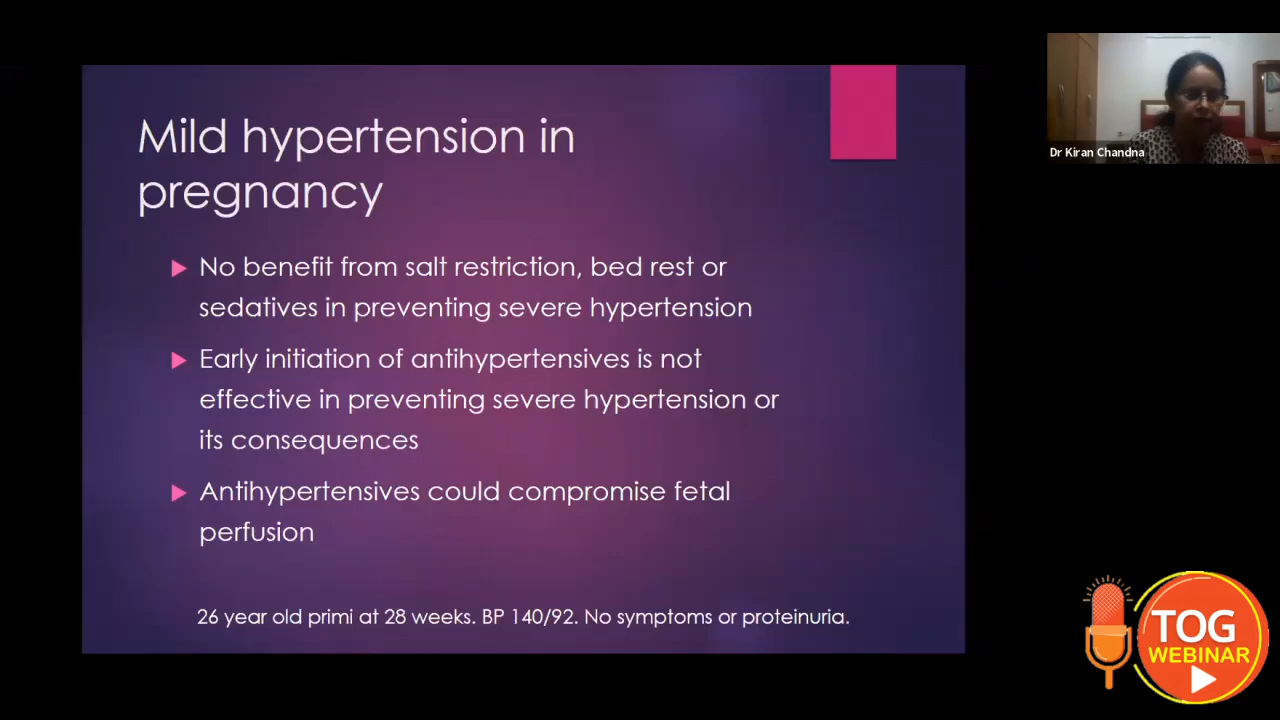 Mild hypertension in
pregnancy
No benefit from salt restriction, bed rest or
sedatives in preventing severe hypertension
Early initiation of antihypertensives is not
effective in preventing severe hypertension or
its consequences
Antihypertensives could compromise fetal
perfusion
26 year old primi at 28 weeks. BP 140/92. No symptoms or proteinuria.
Dr Kiran Chandna
TOG
WEBINAR